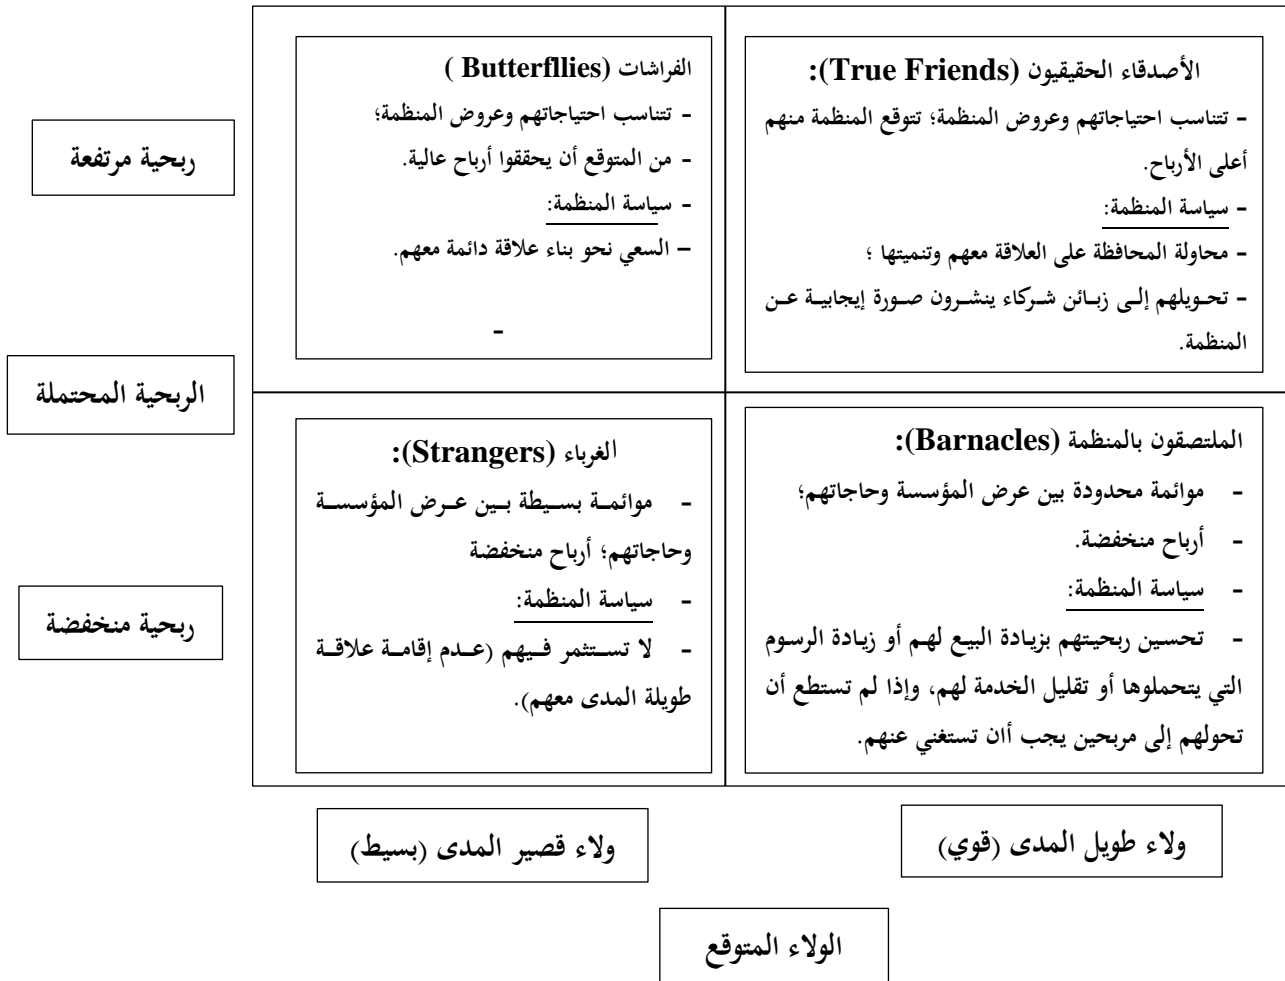 الأصدقاء الحقيقيون (True Friends):
- تتناسب احتياجاتهم وعروض المنظمة؛ تتوقع المنظمة منهم
أعلى الأرباح.
- سياسة المنظمة:
- محاولة المحافظة على العلاقة معهم وتنميتها ؛
- تحويلهم إلى زبائن شركاء ينشرون صورة إيجابية عن
المنظمة.
الفراشات (Butterfllies )
- تتناسب احتياجاتهم وعروض المنظمة؛
- من المتوقع أن يحققوا أرباح عالية.
- سياسة المنظمة:
– السعي نحو بناء علاقة دائمة معهم.
-
ربحية مرتفعة
الربحية المحتملة
الملتصقون بالمنظمة (Barnacles):
- موائمة محدودة بين عرض المؤسسة وحاجاتهم؛
- أرباح منخفضة.
- سياسة المنظمة:
- تحسين ربحيتهم بزيادة البيع لهم أو زيادة الرسوم
التي يتحملوها أو تقليل الخدمة لهم، وإذا لم تستطع أن
تحولهم إلى مربحين يجب أان تستغني عنهم.
الغرباء (Strangers):
- موائمة بسيطة بين عرض المؤسسة
وحاجاتهم؛ أرباح منخفضة
- سياسة المنظمة:
- لا تستثمر فيهم (عدم إقامة علاقة
طويلة المدى معهم).
ربحية منخفضة
ولاء طويل المدى (قوي)
ولاء قصير المدى (بسيط)
الولاء المتوقع